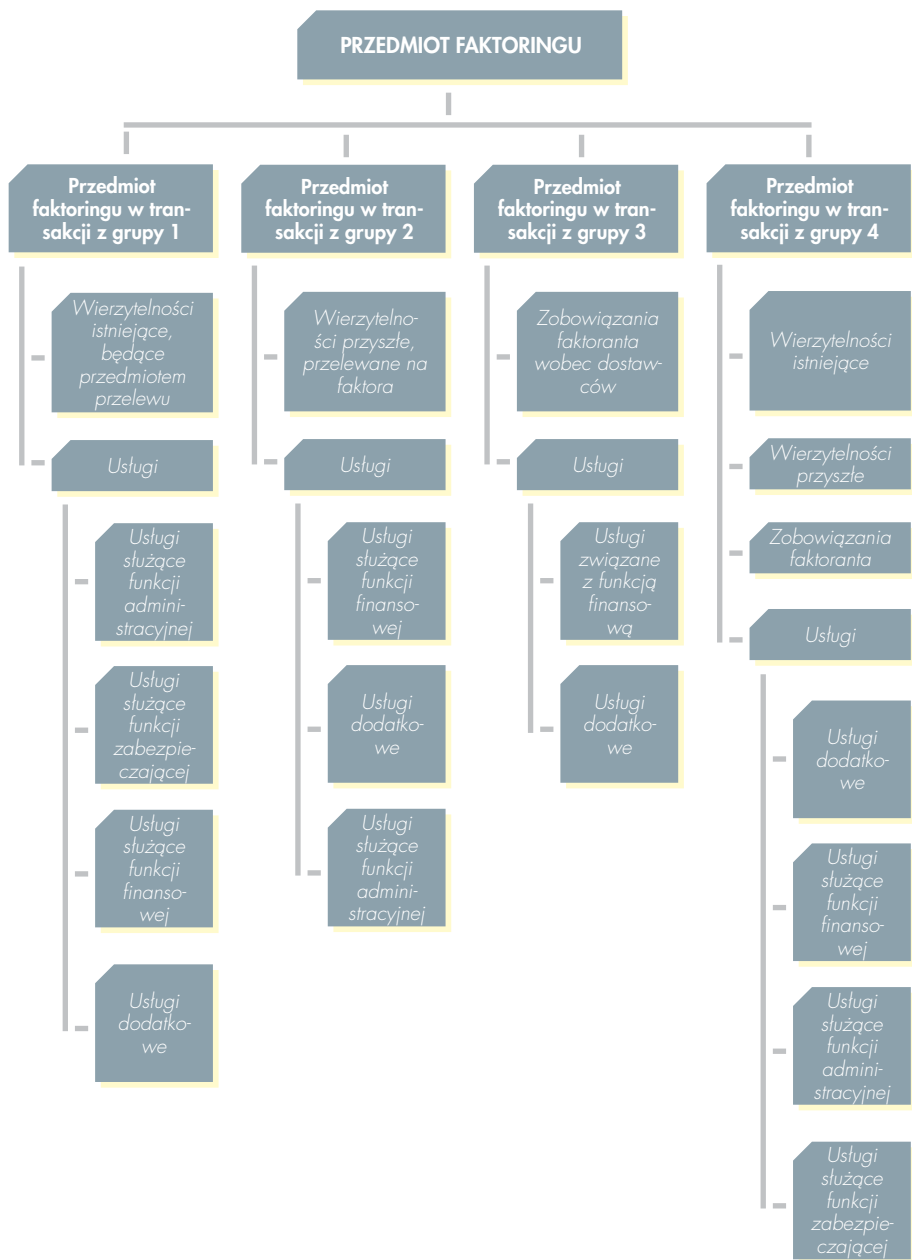 PRZEDMIOT FAKTORINGU
Przedmiot
faktoringu w tran-
sakcji z grupy 1
Wierzytelności
istniejące,
będące
przedmiotem
przelewu
Usługi
Usługi
służące
funkcji
admini-
stracyjnej
Usługi
służące
funkcji
zabezpie-
czającej
Usługi
służące
funkcji
finanso-
wej
Usługi
dodatko-
we
Przedmiot
faktoringu w tran-
sakcji z grupy 2
Wierzytelno-
ści przyszłe,
przelewane na
faktora
Usługi
Usługi
służące
funkcji
finanso-
wej
Usługi
dodatko-
we
Usługi
służące
funkcji
admini-
stracyjnej
Przedmiot
faktoringu w tran-
sakcji z grupy 3
Zobowiązania
faktoranta
wobec dostaw-
ców
Usługi
Usługi
związane
z funkcją
finanso-
wą
Usługi
dodatko-
we
Przedmiot
faktoringu w tran-
sakcji z grupy 4
Wierzytelności
istniejące
Wierzytelności
przyszłe
Zobowiązania
faktoranta
Usługi
Usługi
dodatko-
we
Usługi
służące
funkcji
finanso-
wej
Usługi
służące
funkcji
admini-
stracyjnej
Usługi
służące
funkcji
zabezpie-
czającej